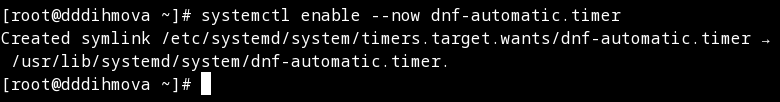 [root@dddihmova ~]# systemctl enable --now dnf-automatic.timer
Created symlink /etc/systemd/system/timers.target.wants/dnf-automatic.timer →
 /usr/lib/systemd/system/dnf-automatic.timer.
[root@dddihmova ~]#